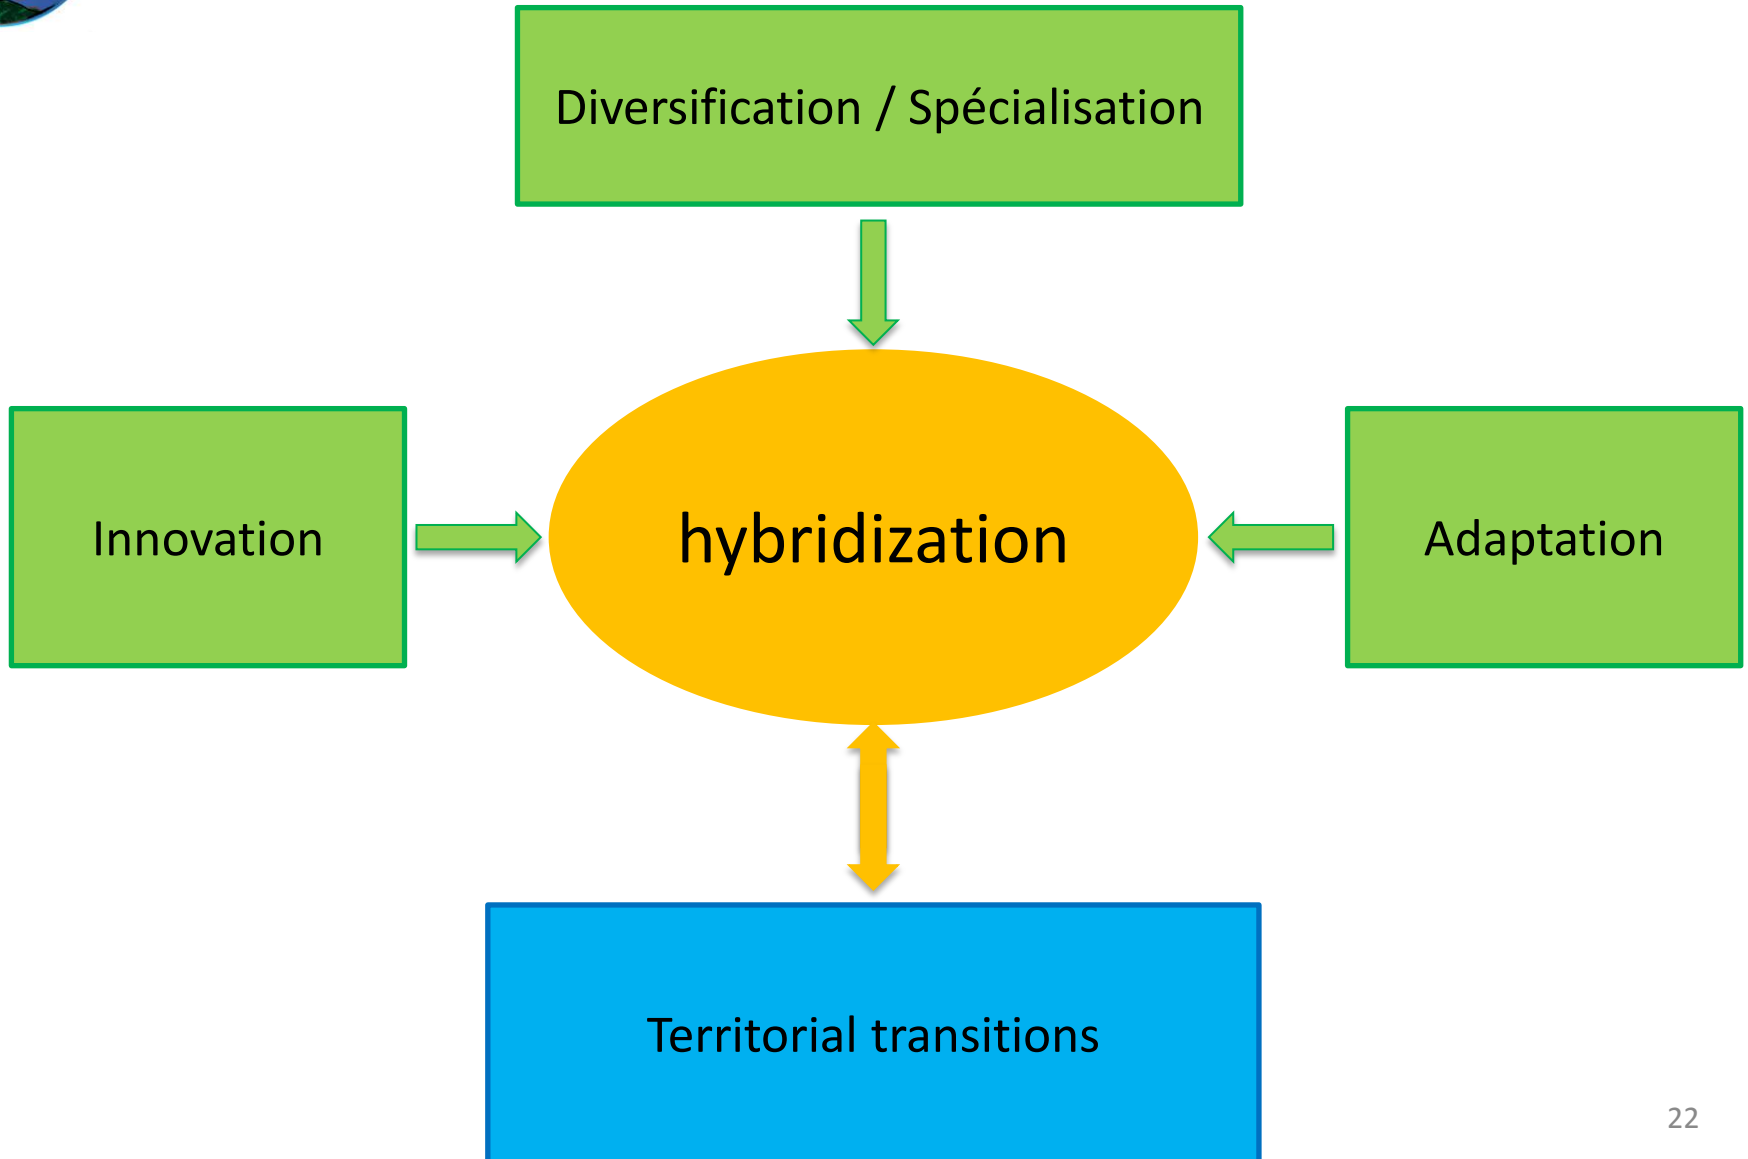 Diversification / Spécialisation
Innovation
hybridization
Adaptation
Territorial transitions
22